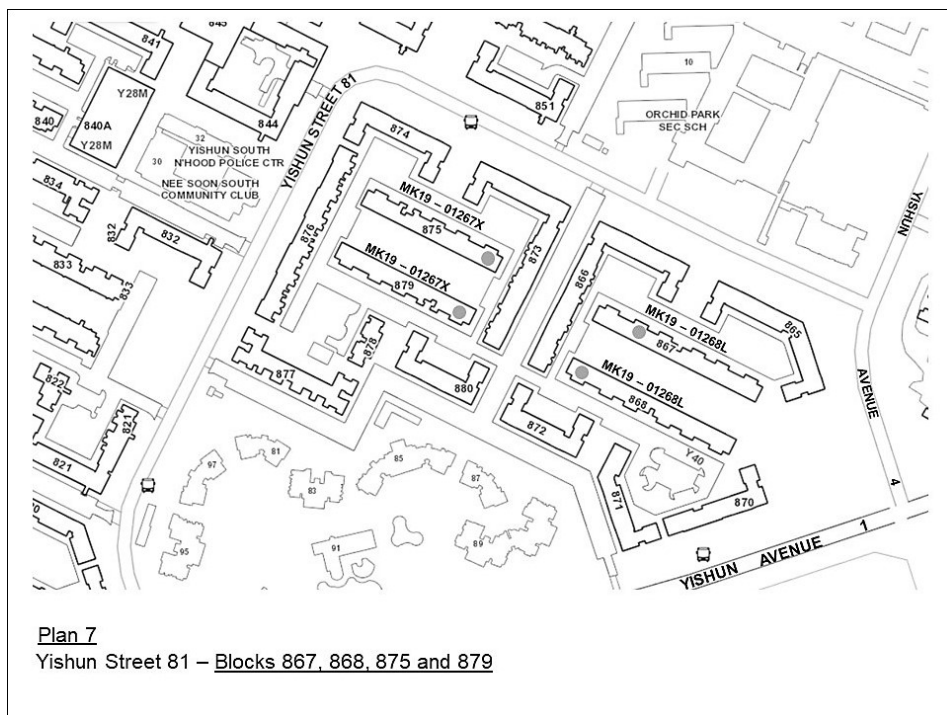 845
841
Y28M
840
840A
Y28M
844
32
YISHUN SOUTH
30
N'HOOD POLICE CTR
NEE SOON SOUTH
COMMUNITY CLUB
YISHUN STREET 81
851
10
ORCHID PARK
SEC SCH
YISHUN
874
834
832
832
833
833
876
MK19 – 01267X
875
873
MK19 – 01267X
879
866
865
MK19 – 01268L
867
MK19 – 01268L
868
AVENUE
4
878
877
880
872
822
821
821
Y40
871
870
97
81
83
85
87
89
91
95
YISHUN AVENUE 1
Plan 7
Yishun Street 81 – Blocks 867, 868, 875 and 879